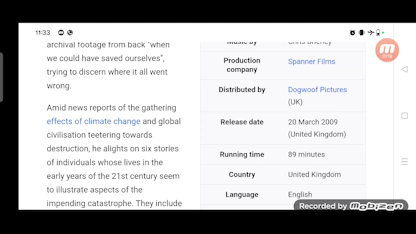 11:33
archival footage from back "when
we could have saved ourselves",
trying to discern where it all went
wrong.
Amid news reports of the gathering
effects of climate change and global
civilisation teetering towards
destruction, he alights on six stories
of individuals whose lives in the
early years of the 21st century seem
to illustrate aspects of the
impending catastrophe. They include
Production
company
Spanner Films
Distributed by
Dogwoof Pictures
(UK)
Release date
20 March 2009
(United Kingdom)
Running time
89 minutes
Country
United Kingdom
Language
English
Recorded by Mobizen